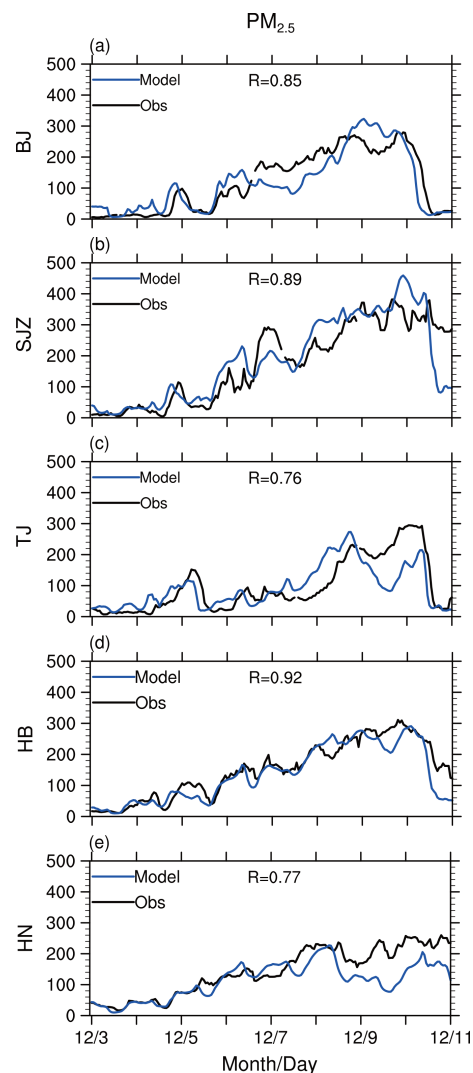 PM2.5
(a)
500
400
300
200
100
0
BJ
Model
R=0.85
Obs
(b)
500
400
300
200
100
0
SJZ
Model
R=0.89
Obs
(c)
500
400
300
200
100
0
TJ
Model
R=0.76
Obs
(d)
500
400
300
200
100
0
HB
Model
R=0.92
Obs
(e)
500
400
300
200
100
0
HN
Model
R=0.77
Obs
12/3 12/5 12/7 12/9 12/11
Month/Day